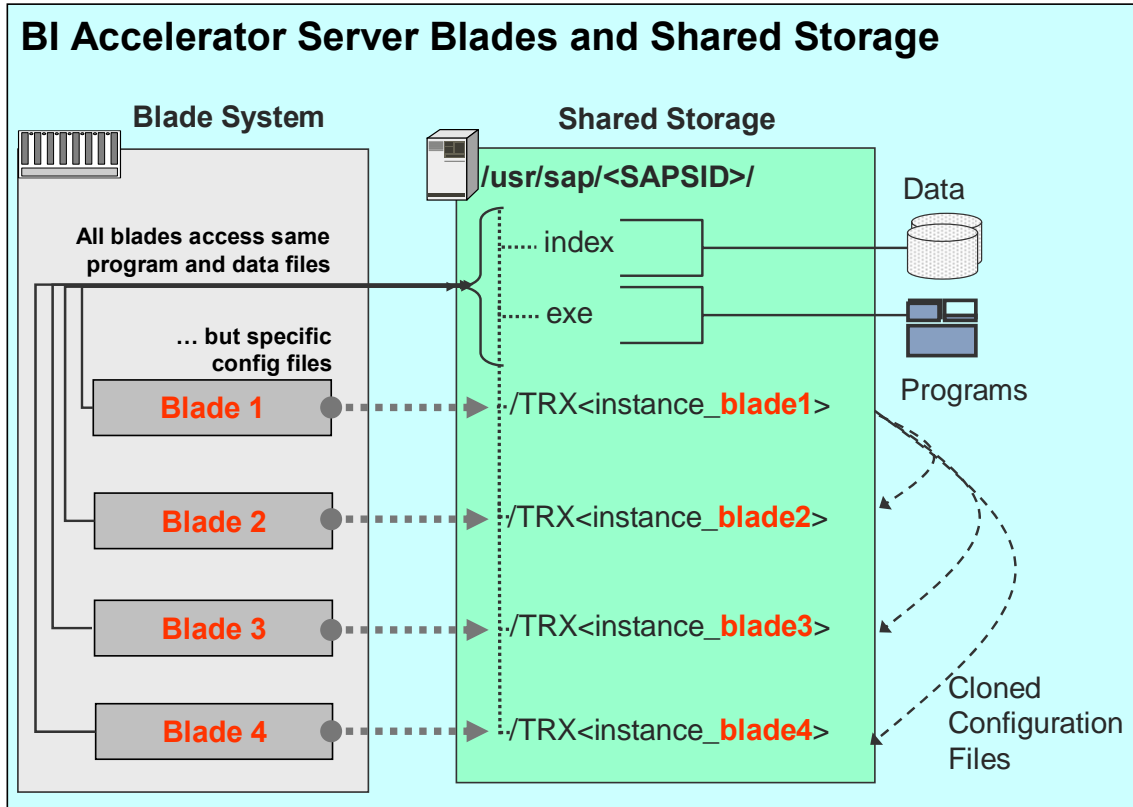 BI Accelerator Server Blades and Shared Storage
Blade System
Shared Storage
/usr/sap/<SAPSID>/
Data
All blades access same
program and data files
index
exe
… but specific
config files
Programs
Blade 1
/TRX<instance_blade1>
Blade 2
/TRX<instance_blade2>
Blade 3
/TRX<instance_blade3>
Blade 4
/TRX<instance_blade4>
Cloned
Configuration
Files